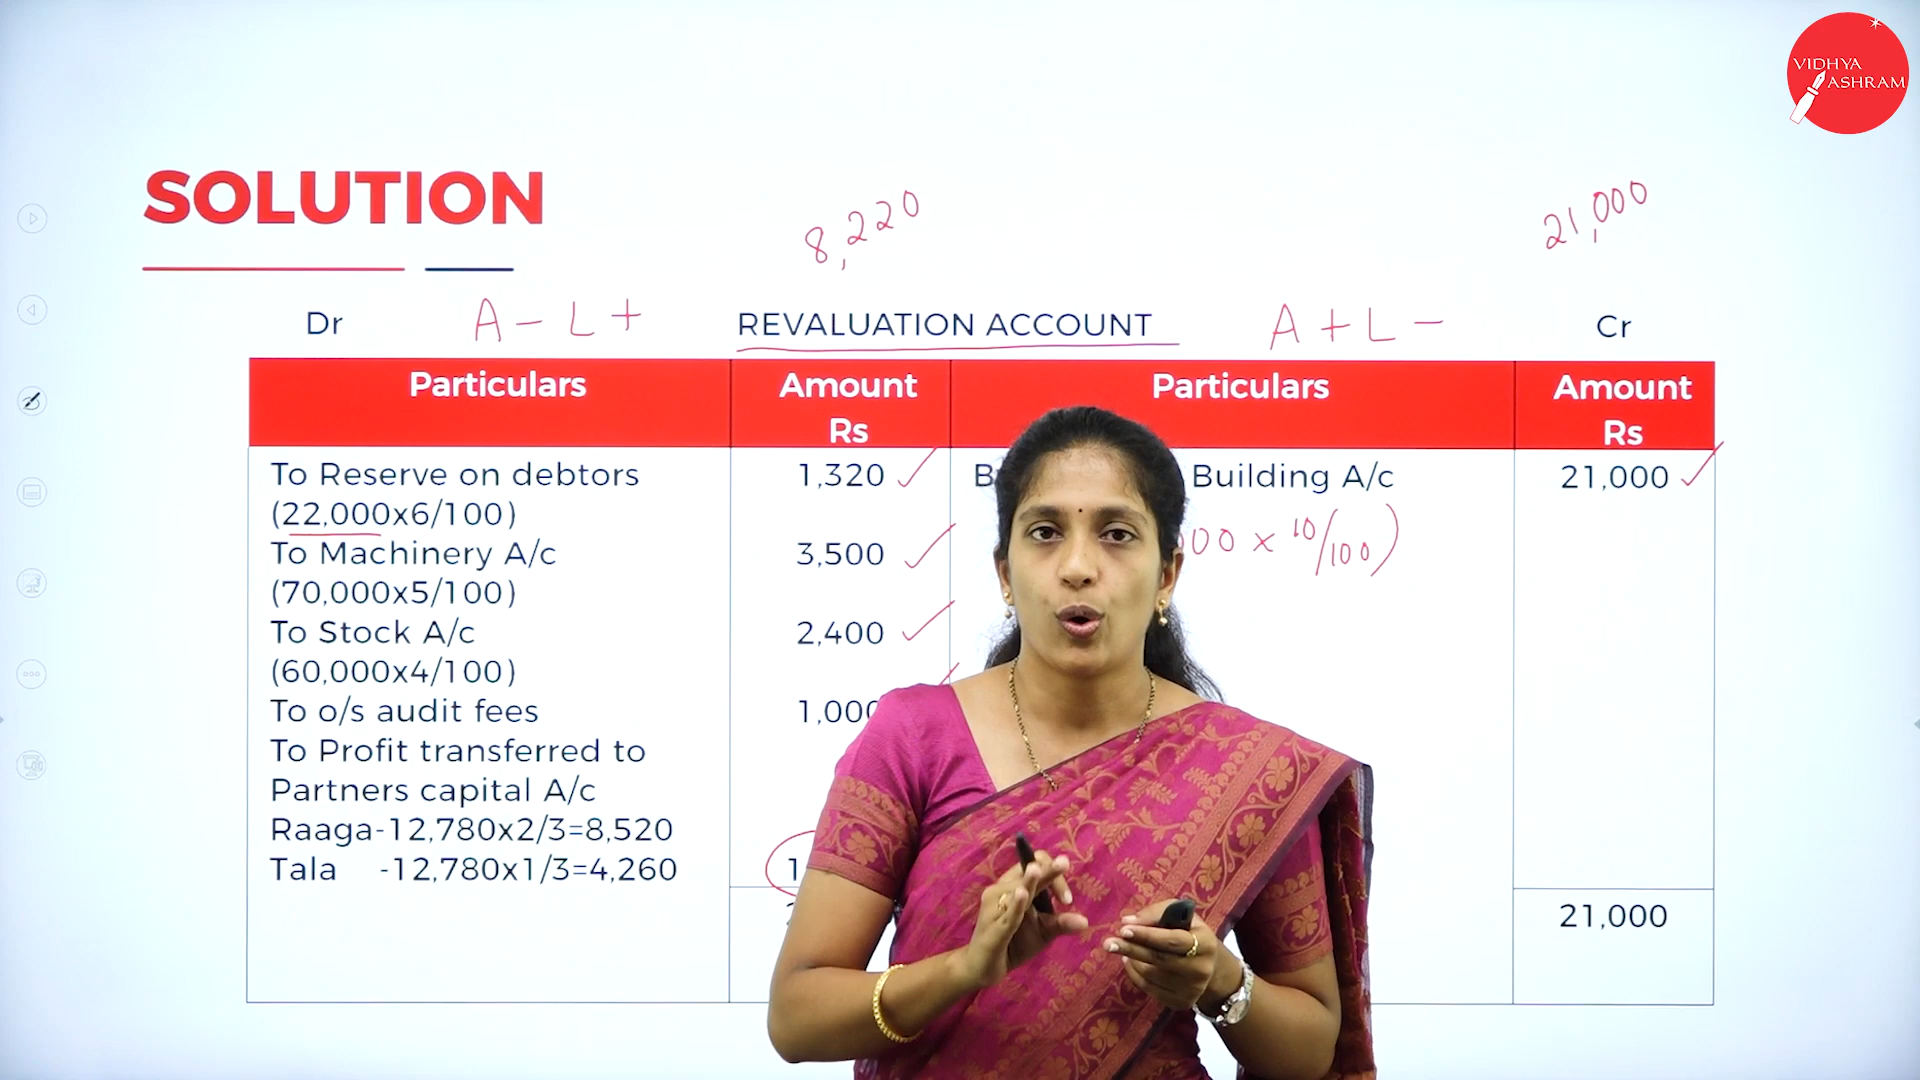 VIDHYA
ASHRAM
SOLUTION
8,220
21,000
Dr
A - L +
REVALUATION ACCOUNT
A + L -
Cr
Particulars
Amount
Rs
Particulars
Amount
Rs
To Reserve on debtors
1,320
Building A/c
21,000
(22,000x6/100)
00 x 10/100)
To Machinery A/c
3,500
(70,000x5/100)
To Stock A/c
2,400
(60,000x4/100)
To o/s audit fees
1,000
To Profit transferred to
Partners capital A/c
Raaga-12,780x2/3=8,520
Tala -12,780x1/3=4,260
21,000